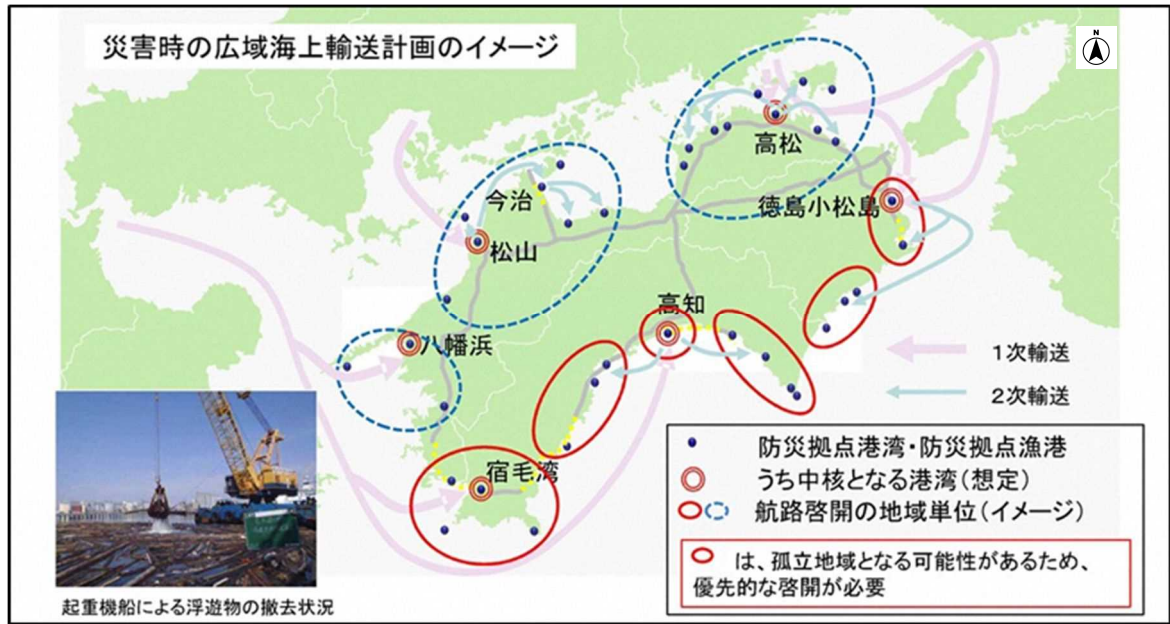 災害時の広域海上輸送計画のイメージ
N
高松
今治
徳島小松島
松山
高知
八幡浜
1次輸送
2次輸送
宿毛湾
防災拠点港湾・防災拠点漁港
うち中核となる港湾(想定)
航路啓開の地域単位(イメージ)
は、孤立地域となる可能性があるため、
優先的な啓開が必要
起重機船による浮遊物の撤去状況